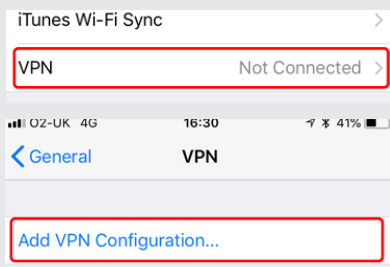 iTunes Wi-Fi Sync
VPN Not Connected
O2-UK 4G 16:30 41%
General VPN
Add VPN Configuration...